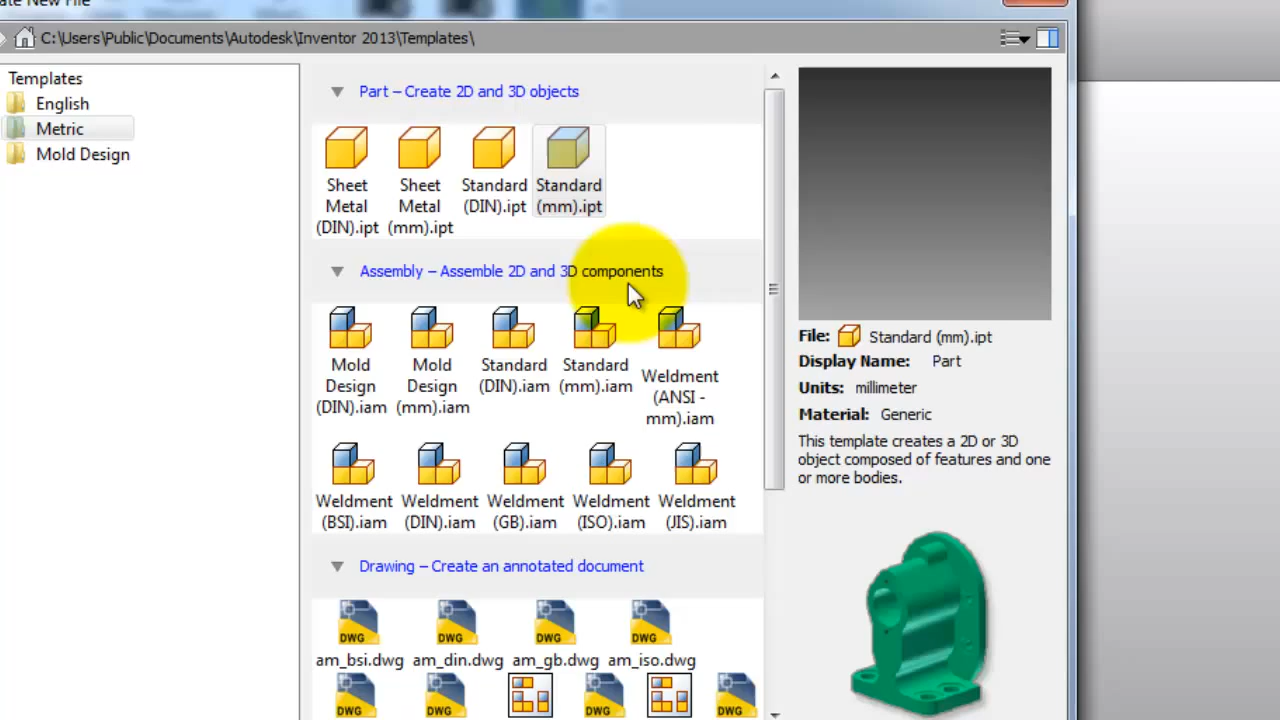 ate New File
C:\Users\Public\Documents\Autodesk\Inventor 2013\Templates\
Templates
English
Metric
Mold Design
Part – Create 2D and 3D objects
Sheet Metal (DIN).ipt
Sheet Metal (mm).ipt
Standard (DIN).ipt
Standard (mm).ipt
Assembly – Assemble 2D and 3D components
Mold Design (DIN).iam
Mold Design (mm).iam
Standard (DIN).iam
Standard (mm).iam
Weldment (ANSI - mm).iam
Weldment (BSI).iam
Weldment (DIN).iam
Weldment (GB).iam
Weldment (ISO).iam
Weldment (JIS).iam
Drawing – Create an annotated document
DWG
DWG
DWG
DWG
am_bsi.dwg
am_din.dwg
am_gb.dwg
am_iso.dwg
DWG
DWG
DWG
DWG
File: Standard (mm).ipt
Display Name: Part
Units: millimeter
Material: Generic
This template creates a 2D or 3D
object composed of features and one
or more bodies.